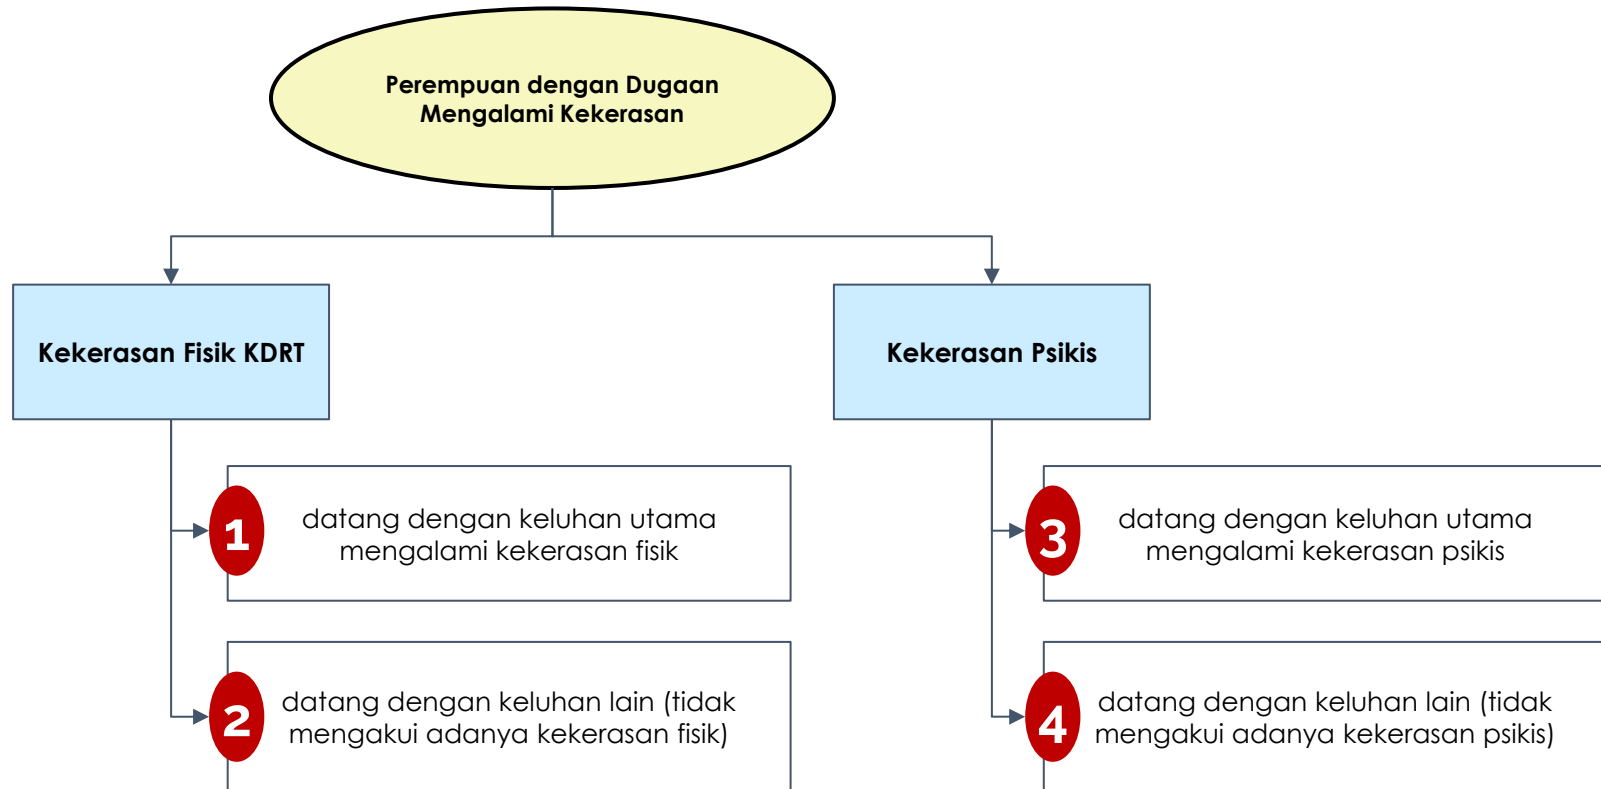 Perempuan dengan Dugaan
Mengalami Kekerasan
Kekerasan Fisik KDRT
Kekerasan Psikis
1
datang dengan keluhan utama
mengalami kekerasan fisik
2
datang dengan keluhan lain (tidak
mengakui adanya kekerasan fisik)
3
datang dengan keluhan utama
mengalami kekerasan psikis
4
datang dengan keluhan lain (tidak
mengakui adanya kekerasan psikis)